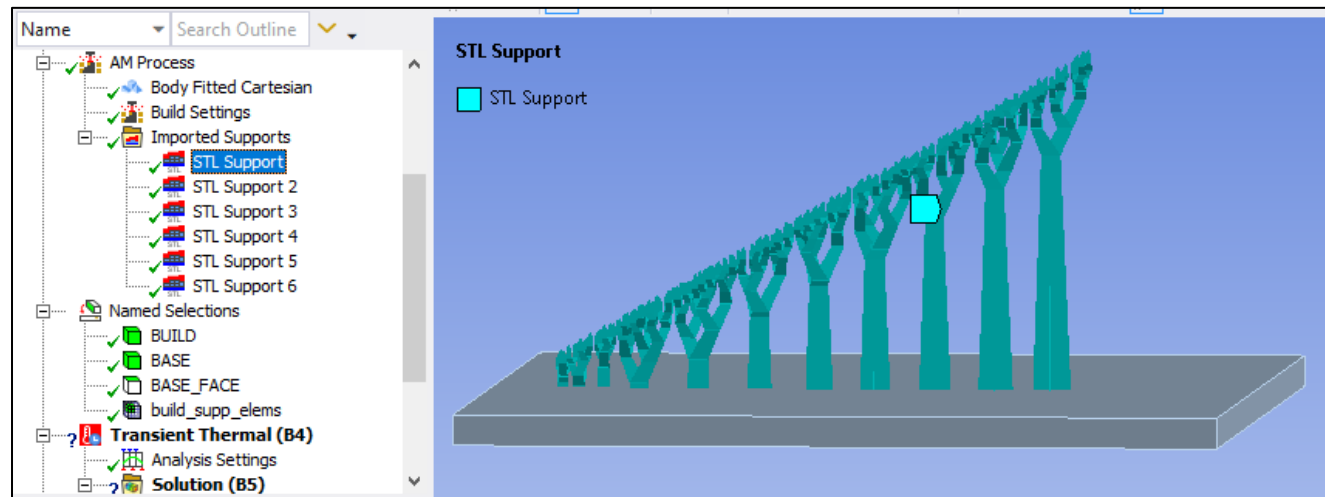 Name
Search Outline
AM Process
Body Fitted Cartesian
Build Settings
Imported Supports
STL Support
STL Support 2
STL Support 3
STL Support 4
STL Support 5
STL Support 6
Named Selections
BUILD
BASE
BASE_FACE
build_supp_elems
Transient Thermal (B4)
Analysis Settings
Solution (B5)
STL Support
STL Support